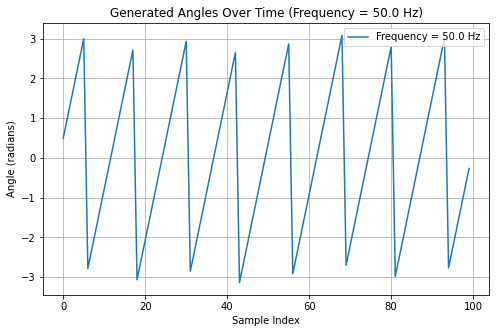 Generated Angles Over Time (Frequency = 50.0 Hz)
Frequency = 50.0 Hz
Angle (radians)
3
2
1
0
−1
−2
−3
0 20 40 60 80 100
Sample Index